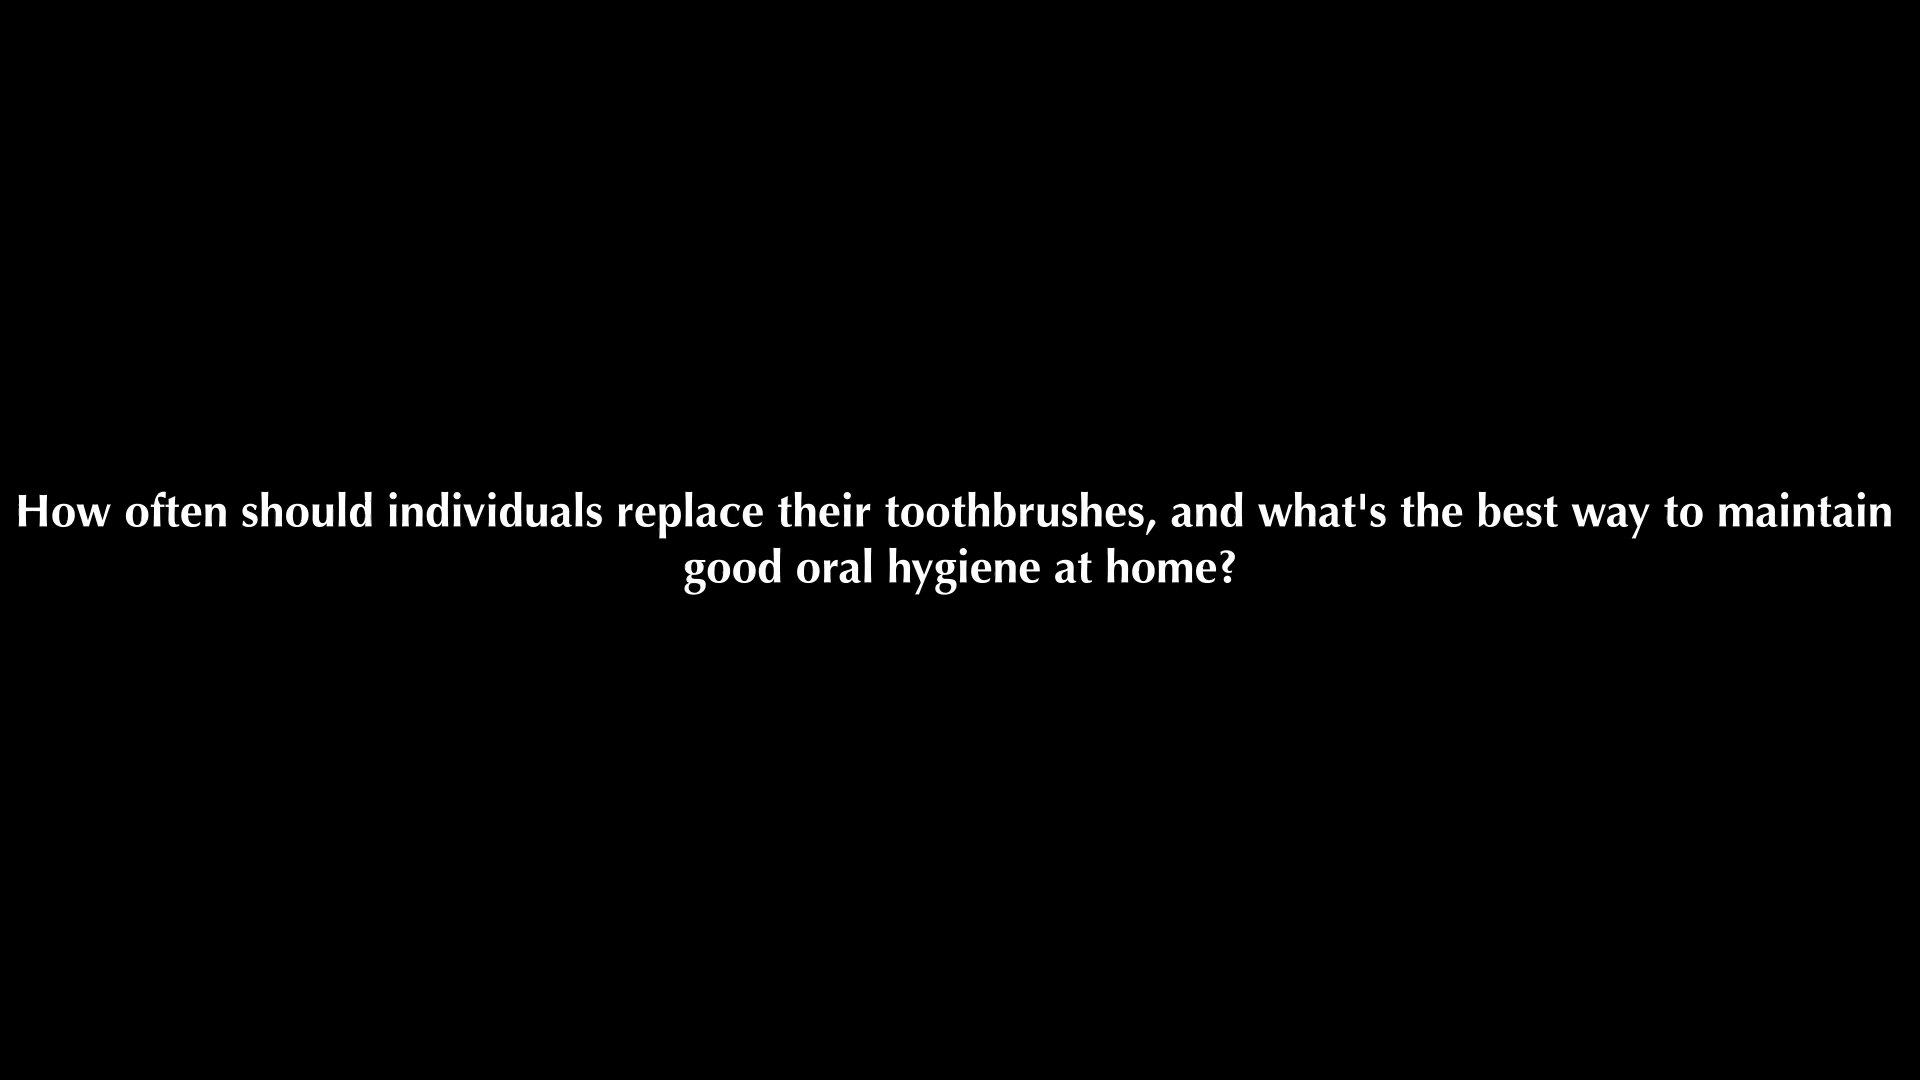 How often should individuals replace their toothbrushes, and what's the best way to maintain
good oral hygiene at home?